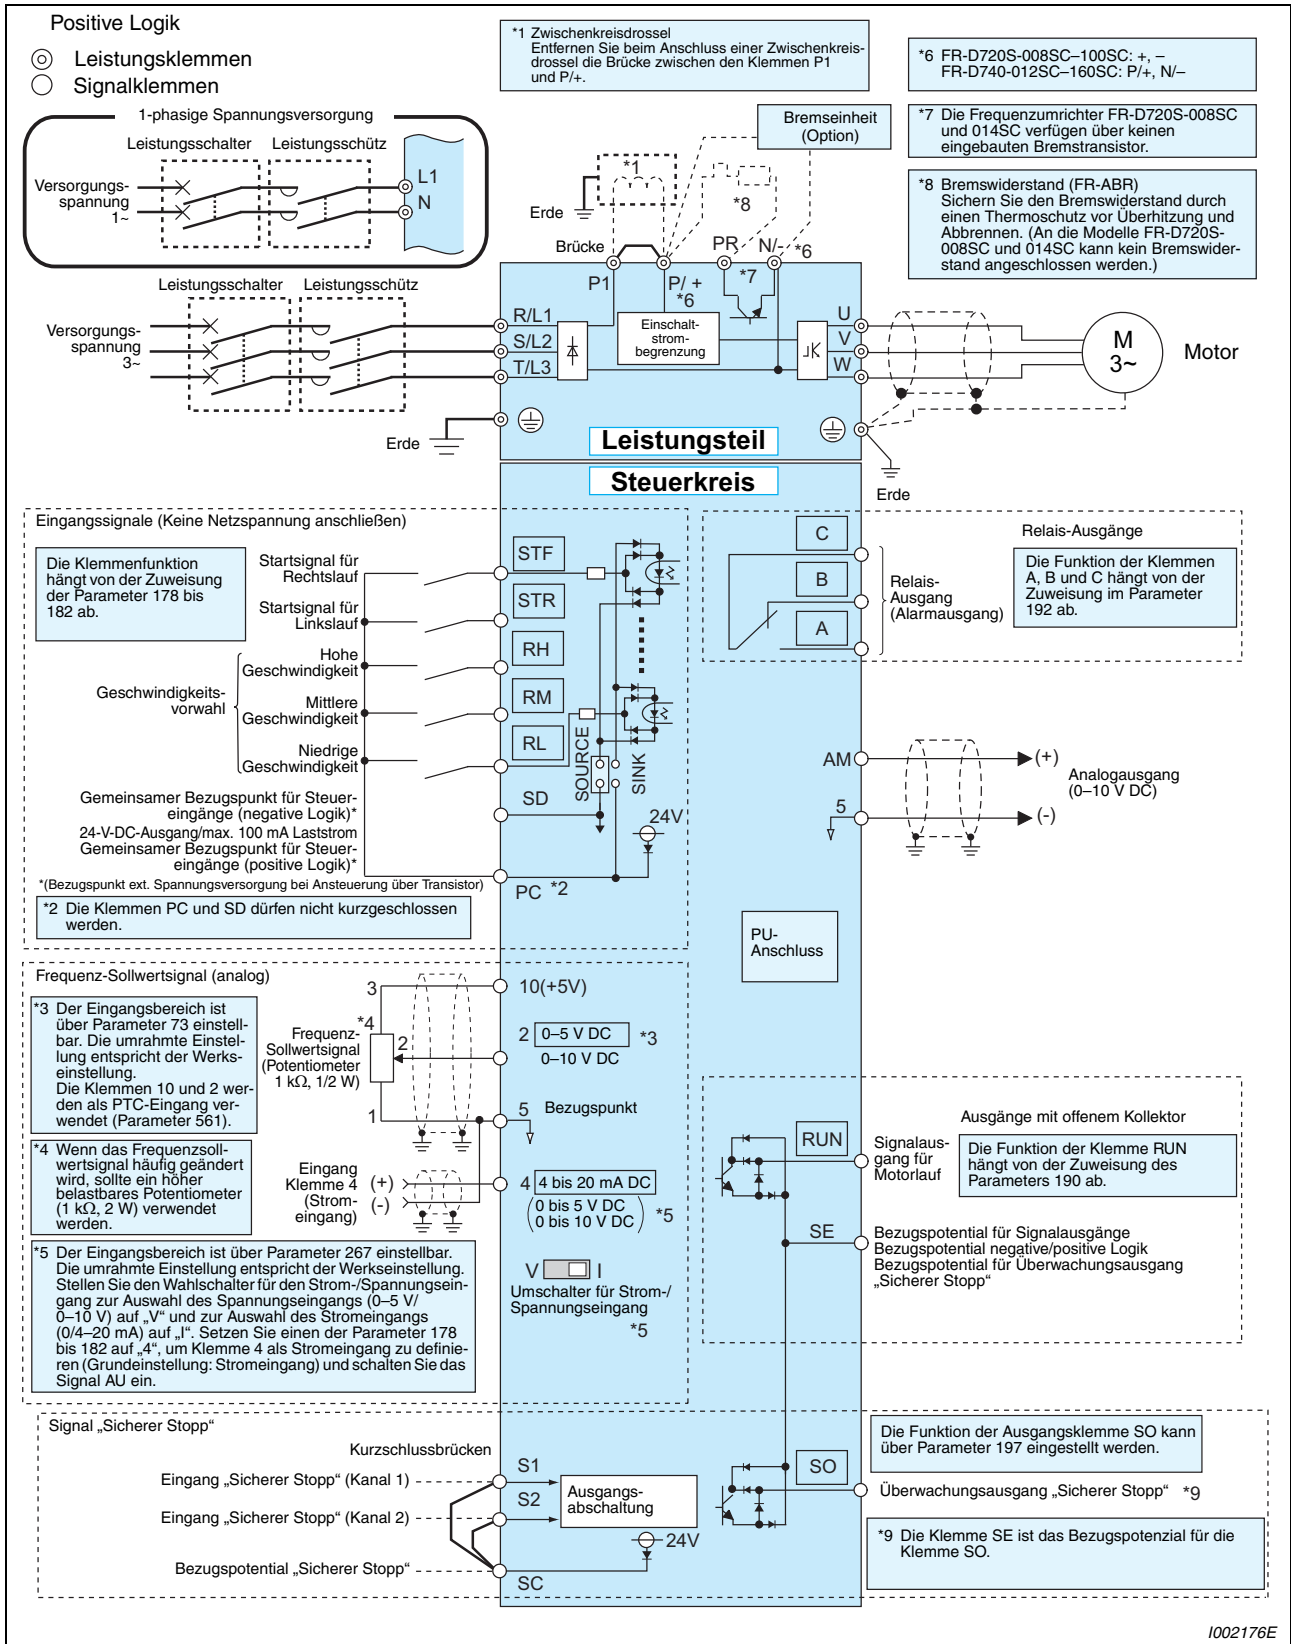 Positive Logik
Leistungsklemmen
Signalklemmen
*1 Zwischenkreisdrossel
Entfernen Sie beim Anschluss einer Zwischenkreis-
drossel die Brücke zwischen den Klemmen P1
und P/+.
*6 FR-D720S-008SC–100SC: +, –
FR-D740-012SC–160SC: P/+, N/–
*7 Die Frequenzumrichter FR-D720S-008SC
und 014SC verfügen über keinen
eingebauten Bremstransistor.
*8 Bremswiderstand (FR-ABR)
Sichern Sie den Bremswiderstand durch
einen Thermoschutz vor Überhitzung und
Abbrennen. (An die Modelle FR-D720S-
008SC und 014SC kann kein Bremswider-
stand angeschlossen werden.)
1-phasige Spannungsversorgung
Leistungsschalter
Leistungsschütz
Versorgungs-
spannung
1~
L1
N
Bremseinheit
(Option)
*1
*8
Erde
Brücke
PR
N/-
*6
P1
P/ +
*6
*7
Leistungsschalter
Leistungsschütz
Versorgungs-
spannung
3~
R/L1
S/L2
T/L3
Einschalt-
strom-
begrenzung
U
V
W
M
3~
Motor
Erde
Leistungsteil
Erde
Steuerkreis
Eingangssignale (Keine Netzspannung anschließen)
Die Klemmenfunktion
hängt von der Zuweisung
der Parameter 178 bis
182 ab.
Startsignal für
Rechtslauf
Startsignal für
Linkslauf
Hohe
Geschwindigkeit
Geschwindigkeits-
vorwahl
Mittlere
Geschwindigkeit
Niedrige
Geschwindigkeit
STF
STR
RH
RM
RL
SOURCE
SINK
SD
24V
Gemeinsamer Bezugspunkt für Steuer-
eingänge (negative Logik)*
24-V-DC-Ausgang/max. 100 mA Laststrom
Gemeinsamer Bezugspunkt für Steuer-
eingänge (positive Logik)*
*(Bezugspunkt ext. Spannungsversorgung bei Ansteuerung über Transistor)
PC *2
*2 Die Klemmen PC und SD dürfen nicht kurzgeschlossen
werden.
C
B
A
Relais-
Ausgang
(Alarmausgang)
Relais-Ausgänge
Die Funktion der Klemmen
A, B und C hängt von der
Zuweisung im Parameter
192 ab.
AM
5
(+)
(-)
Analogausgang
(0–10 V DC)
PU-
Anschluss
Frequenz-Sollwertsignal (analog)
*3 Der Eingangsbereich ist
über Parameter 73 einstell-
bar. Die umrahmte Einstel-
lung entspricht der Werks-
einstellung.
Die Klemmen 10 und 2 wer-
den als PTC-Eingang ver-
wendet (Parameter 561).
*4 Wenn das Frequenzsoll-
wertsignal häufig geändert
wird, sollte ein höher
belastbares Potentiometer
(1 kΩ, 2 W) verwendet
werden.
3
*4
2
1
Frequenz-
Sollwertsignal
(Potentiometer
1 kΩ, 1/2 W)
10(+5V)
2 0–5 V DC *3
0–10 V DC
5 Bezugspunkt
Eingang
Klemme 4
(Strom-
eingang)
(+)
(-)
4 4 bis 20 mA DC
0 bis 5 V DC
0 bis 10 V DC
*5
V I
Umschalter für Strom-/
Spannungseingang
*5
*5 Der Eingangsbereich ist über Parameter 267 einstellbar.
Die umrahmte Einstellung entspricht der Werkseinstellung.
Stellen Sie den Wahlschalter für den Strom-/Spannungsein-
gang zur Auswahl des Spannungseingangs (0–5 V/
0–10 V) auf „V“ und zur Auswahl des Stromeingangs
(0/4–20 mA) auf „I“. Setzen Sie einen der Parameter 178
bis 182 auf „4“, um Klemme 4 als Stromeingang zu definie-
ren (Grundeinstellung: Stromeingang) und schalten Sie das
Signal AU ein.
Ausgänge mit offenem Kollektor
RUN
Signalaus-
gang für
Motorlauf
Die Funktion der Klemme RUN
hängt von der Zuweisung des
Parameters 190 ab.
SE
Bezugspotential für Signalausgänge
Bezugspotential negative/positive Logik
Bezugspotential für Überwachungsausgang
„Sicherer Stopp“
Signal „Sicherer Stopp“
Kurzschlussbrücken
Eingang „Sicherer Stopp“ (Kanal 1)
Eingang „Sicherer Stopp“ (Kanal 2)
Bezugspotential „Sicherer Stopp“
S1
S2
SC
Ausgangs-
abschaltung
24V
SO
Die Funktion der Ausgangsklemme SO kann
über Parameter 197 eingestellt werden.
Überwachungsausgang „Sicherer Stopp“ *9
*9 Die Klemme SE ist das Bezugspotenzial für die
Klemme SO.
I002176E